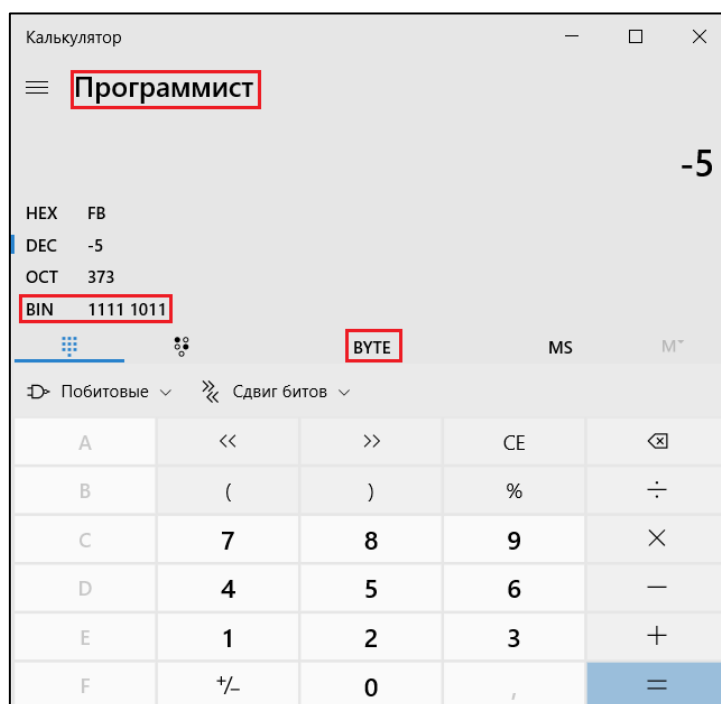 Калькулятор
Программист
-5
HEX FB
DEC -5
OCT 373
BIN 1111 1011
BYTE MS M
Побитовые Сдвиг битов
A << >> CE
B ( ) % ÷
C 7 8 9 ×
D 4 5 6 −
E 1 2 3 +
F +/− 0 , =